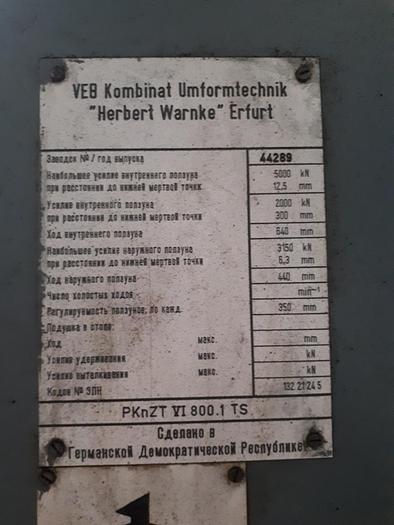 VEB Kombinat Umformtechnik
"Herbert Warnke" Erfurt
Заводск № / год выпуска 44289
Наибольшее усилие внутреннего ползуна 5000 kN
при расстоянии до нижней мертвой точки 12,5 mm
Усилие внутреннего ползуна 2000 kN
при расстоянии до нижней мертвой точки 300 mm
Ход внутреннего ползуна 640 mm
Наибольшее усилие наружного ползуна 3150 kN
при расстоянии до нижней мертвой точки 6,3 mm
Ход наружного ползуна 440 mm
Число холостых ходов min⁻¹
Регулируемость ползунов, по кажд. 350 mm
Подушка в столе:
Ход макс. mm
Усилие удерживания макс. kN
Усилие выталкивания макс. kN
Кодов № ЭПН 132 21 24 5
PKnZT VI 800.1 TS
Сделано в
Германской Демократической Республике
1